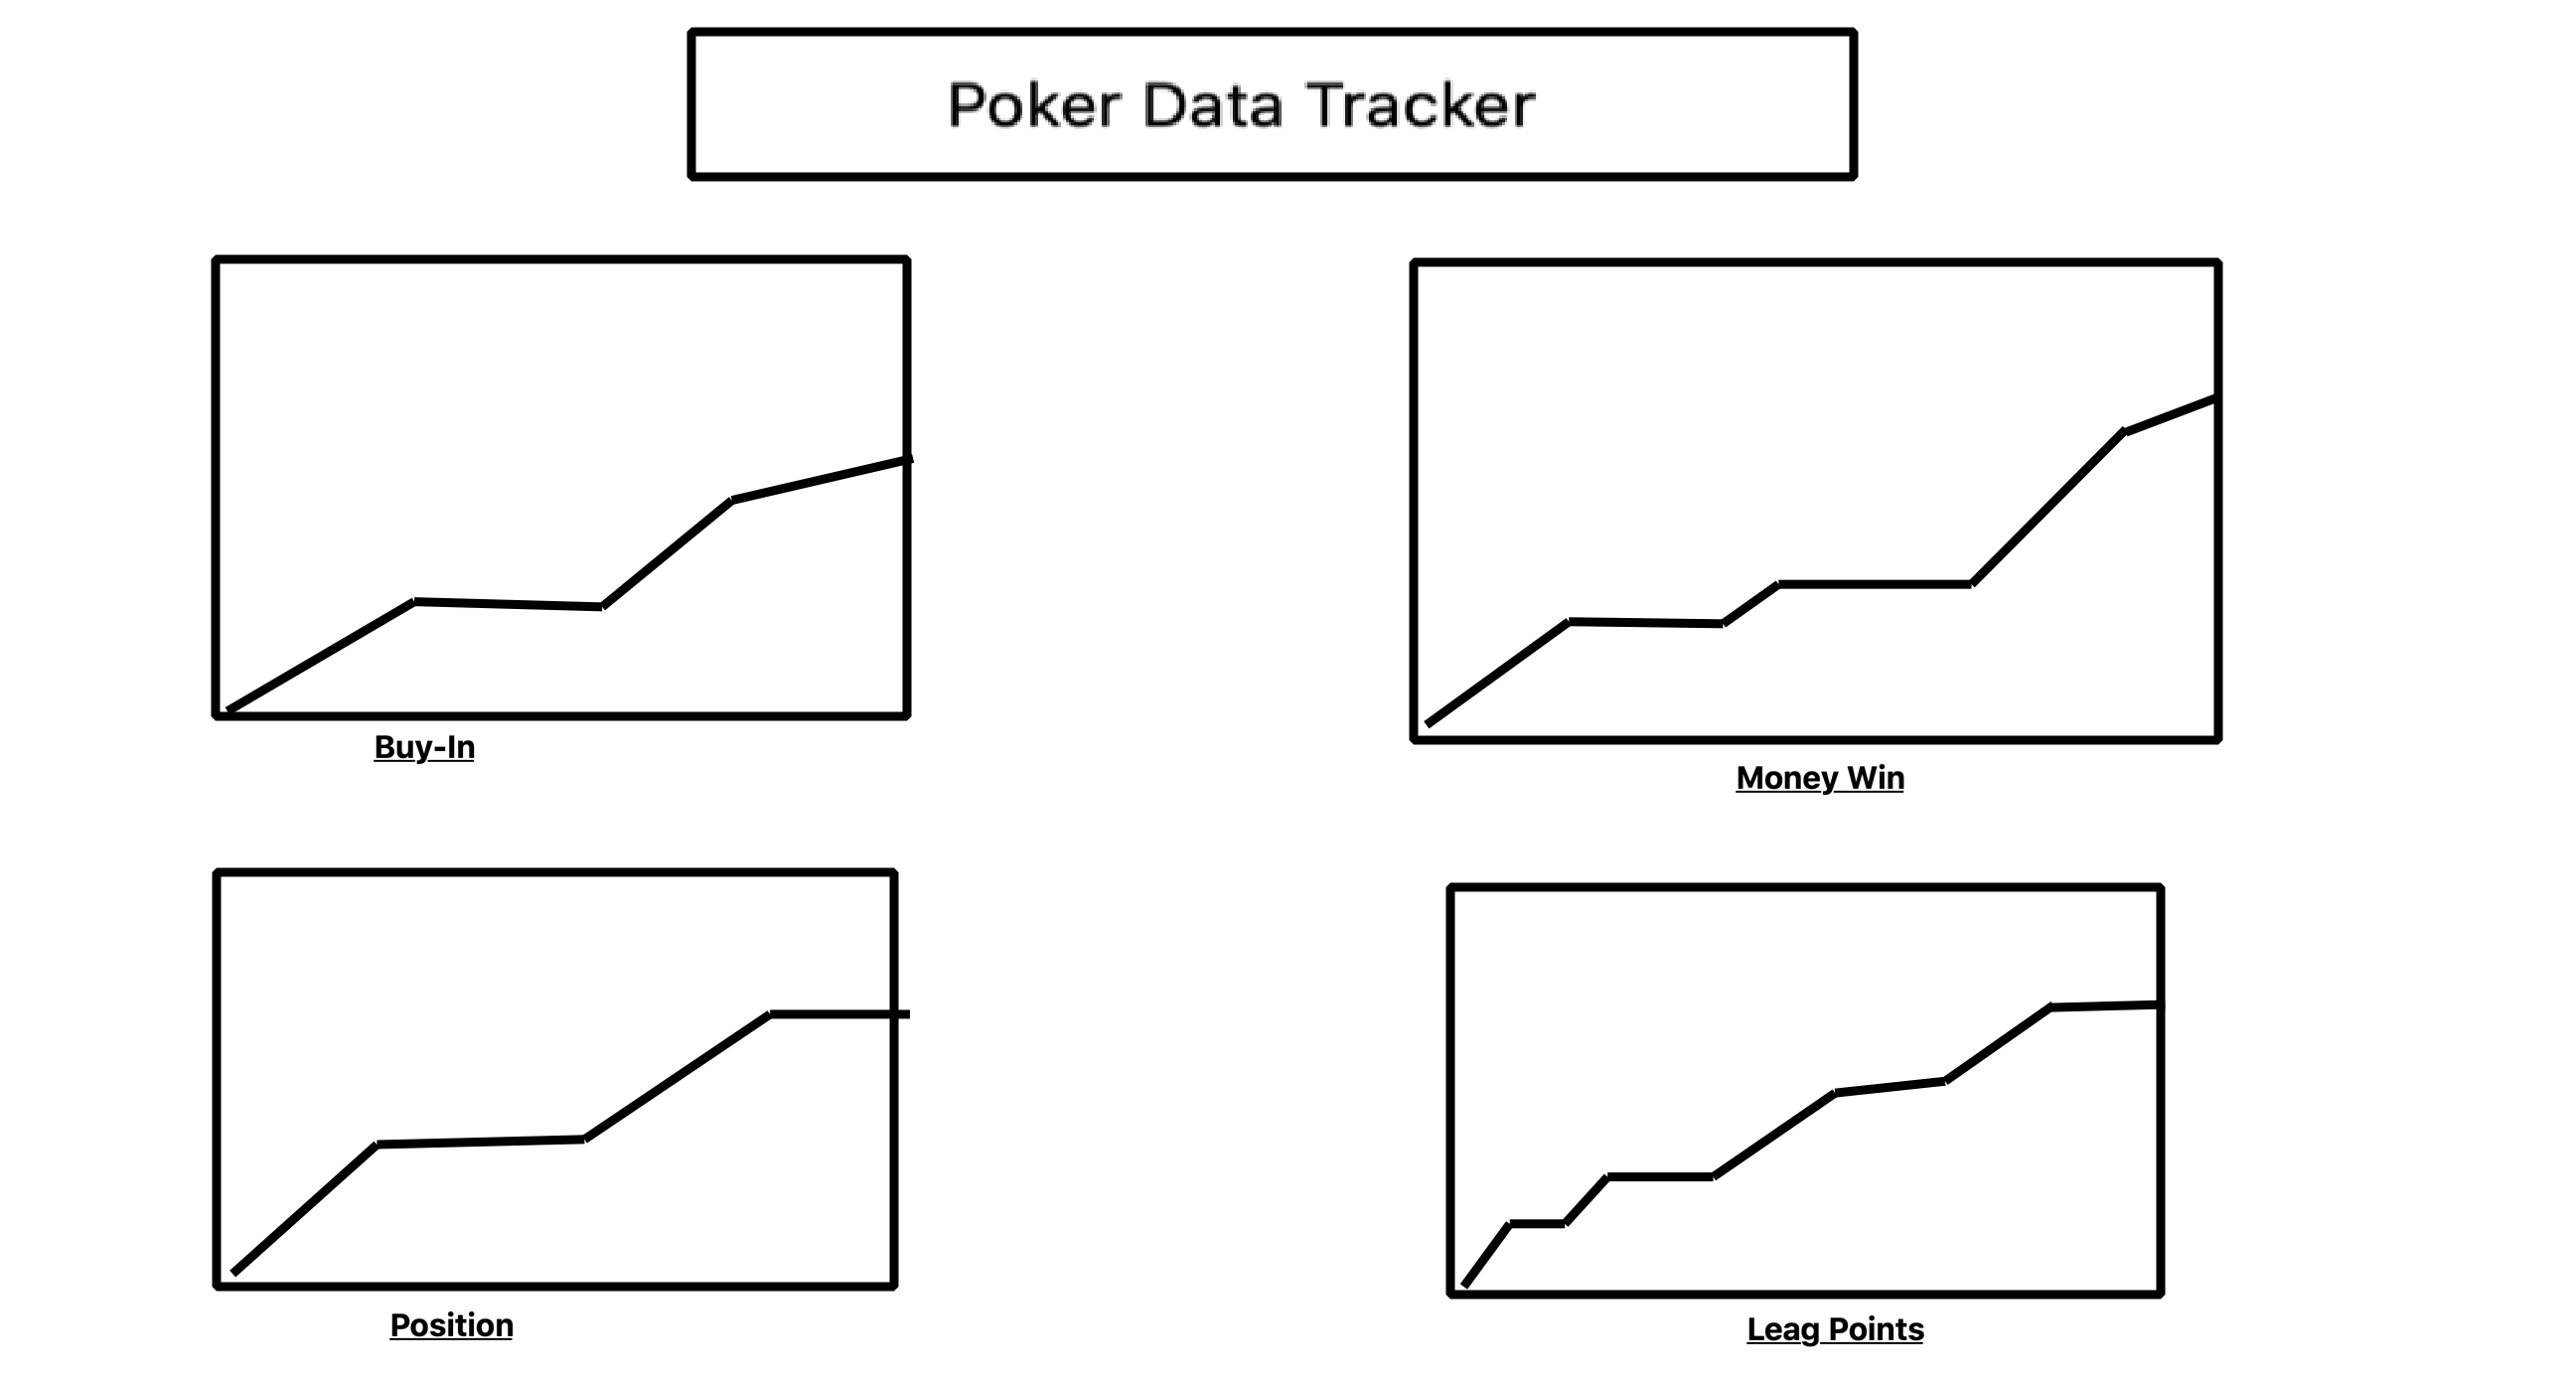 Poker Data Tracker
Buy-In
Money Win
Position
Leag Points